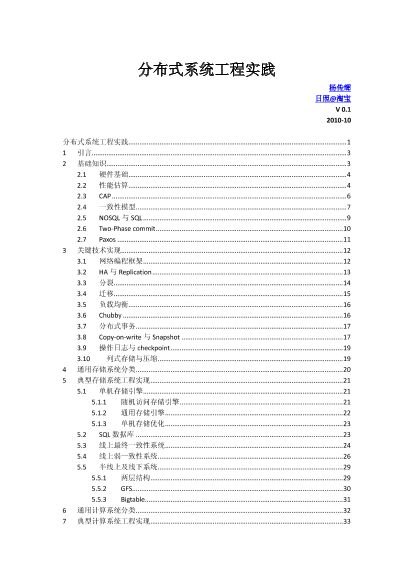 分布式系统工程实践
杨传辉
日照@淘宝
V 0.1
2010-10
分布式系统工程实践......1
1 引言......3
2 基础知识......3
2.1 硬件基础......4
2.2 性能估算......4
2.3 CAP......6
2.4 一致性模型......7
2.5 NOSQL 与 SQL......9
2.6 Two-Phase commit......10
2.7 Paxos......11
3 关键技术实现......12
3.1 网络编程框架......12
3.2 HA 与 Replication......13
3.3 分裂......14
3.4 迁移......15
3.5 负载均衡......16
3.6 Chubby......16
3.7 分布式事务......17
3.8 Copy-on-write 与 Snapshot......17
3.9 操作日志与 checkpoint......19
3.10 列式存储与压缩......19
4 通用存储系统分类......20
5 典型存储系统工程实现......21
5.1 单机存储引擎......21
5.1.1 随机访问存储引擎......21
5.1.2 通用存储引擎......22
5.1.3 单机存储优化......23
5.2 SQL 数据库......23
5.3 线上最终一致性系统......24
5.4 线上弱一致性系统......26
5.5 半线上及线下系统......29
5.5.1 两层结构......29
5.5.2 GFS......30
5.5.3 Bigtable......31
6 通用计算系统分类......32
7 典型计算系统工程实现......33